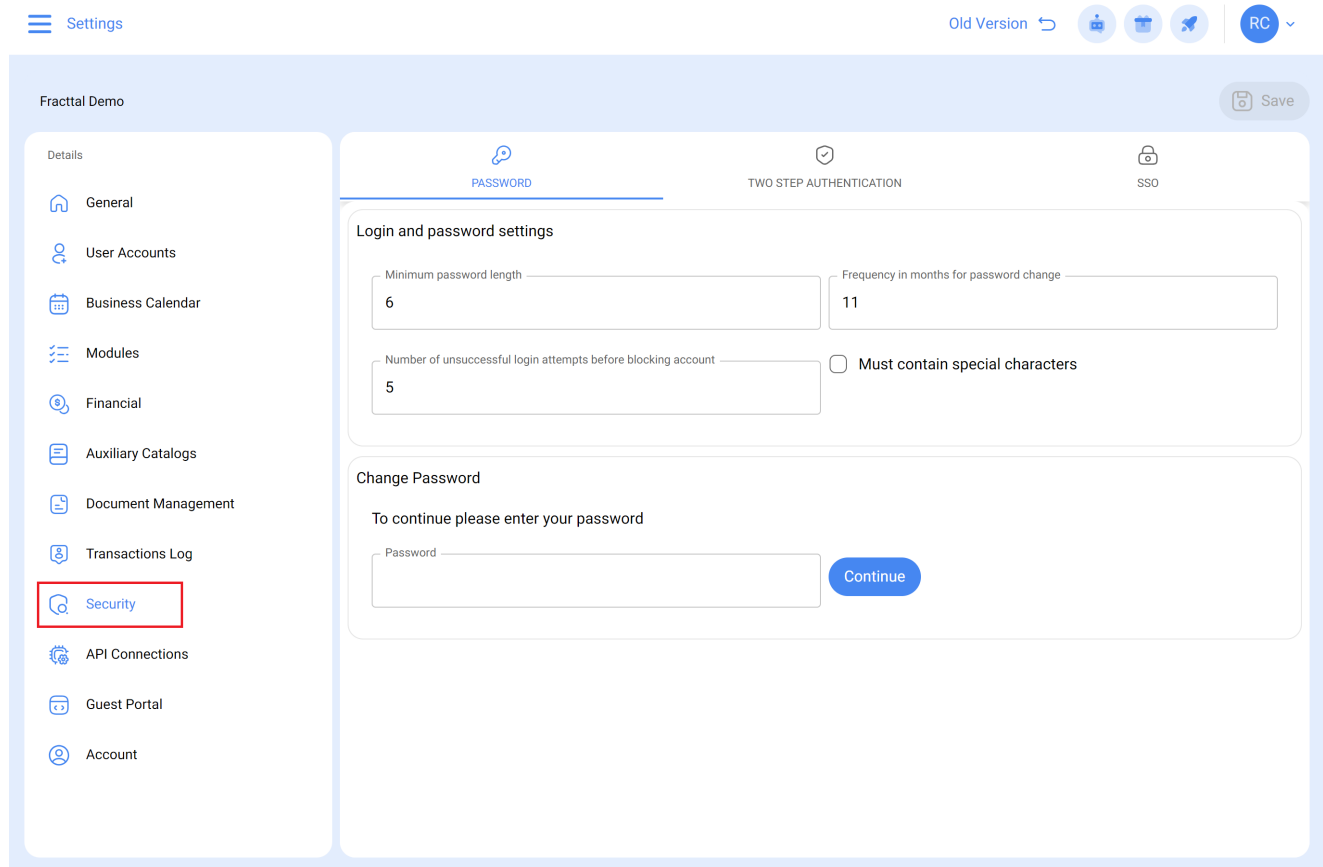 Settings
Old Version
RC
Fracttal Demo
Save
Details
General
User Accounts
Business Calendar
Modules
Financial
Auxiliary Catalogs
Document Management
Transactions Log
Security
API Connections
Guest Portal
Account
PASSWORD
TWO STEP AUTHENTICATION
SSO
Login and password settings
Minimum password length
6
Frequency in months for password change
11
Number of unsuccessful login attempts before blocking account
5
Must contain special characters
Change Password
To continue please enter your password
Password
Continue